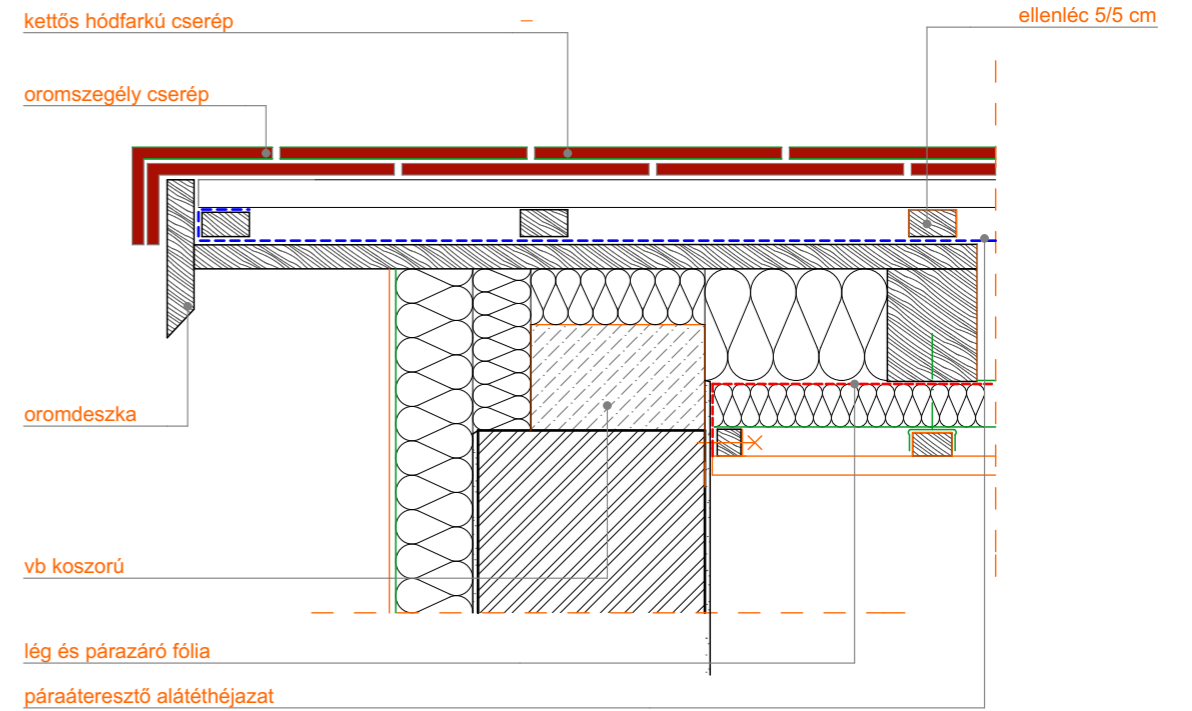 kettős hódfarkú cserép
ellenléc 5/5 cm
oromszegély cserép
oromdeszka
vb koszorú
lég és párazáró fólia
páraáteresztő alátéthéjazat